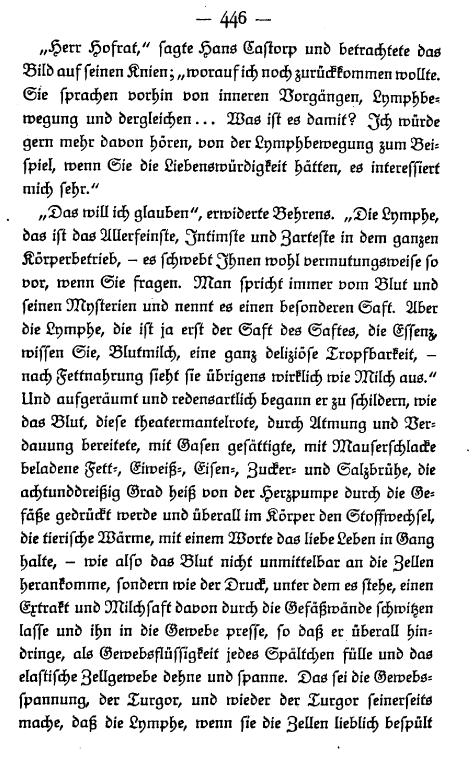 — 446 —
„Herr Hofrat,“ sagte Hans Castorp und betrachtete das
Bild auf seinen Knien; „worauf ich noch zurückkommen wollte.
Sie sprachen vorhin von inneren Vorgängen, Lymphbe-
wegung und dergleichen... Was ist es damit? Ich würde
gern mehr davon hören, von der Lymphbewegung zum Bei-
spiel, wenn Sie die Liebenswürdigkeit hätten, es interessiert
mich sehr.“
„Das will ich glauben“, erwiderte Behrens. „Die Lymphe,
das ist das Allerfeinste, Intimste und Zarteste in dem ganzen
Körperbetrieb, – es schwebt Ihnen wohl vermutungsweise so
vor, wenn Sie fragen. Man spricht immer vom Blut und
seinen Mysterien und nennt es einen besonderen Saft. Aber
die Lymphe, die ist ja erst der Saft des Saftes, die Essenz,
wissen Sie, Blutmilch, eine ganz deliziöse Tropfbarkeit, –
nach Fettnahrung sieht sie übrigens wirklich wie Milch aus.“
Und aufgeräumt und redensartlich begann er zu schildern, wie
das Blut, diese theatermantelrote, durch Atmung und Ver-
dauung bereitete, mit Gasen gesättigte, mit Mauserschlacke
beladene Fett-, Eiweiß-, Eisen-, Zucker- und Salzbrühe, die
achtunddreißig Grad heiß von der Herzpumpe durch die Ge-
fäße gedrückt werde und überall im Körper den Stoffwechsel,
die tierische Wärme, mit einem Worte das liebe Leben in Gang
halte, – wie also das Blut nicht unmittelbar an die Zellen
herankomme, sondern wie der Druck, unter dem es stehe, einen
Extrakt und Milchsaft davon durch die Gefäßwände schwitzen
lasse und ihn in die Gewebe presse, so daß er überall hin-
dringe, als Gewebsflüssigkeit jedes Spältchen fülle und das
elastische Zellgewebe dehne und spanne. Das sei die Gewebs-
spannung, der Turgor, und wieder der Turgor seinerseits
mache, daß die Lymphe, wenn sie die Zellen lieblich bespült